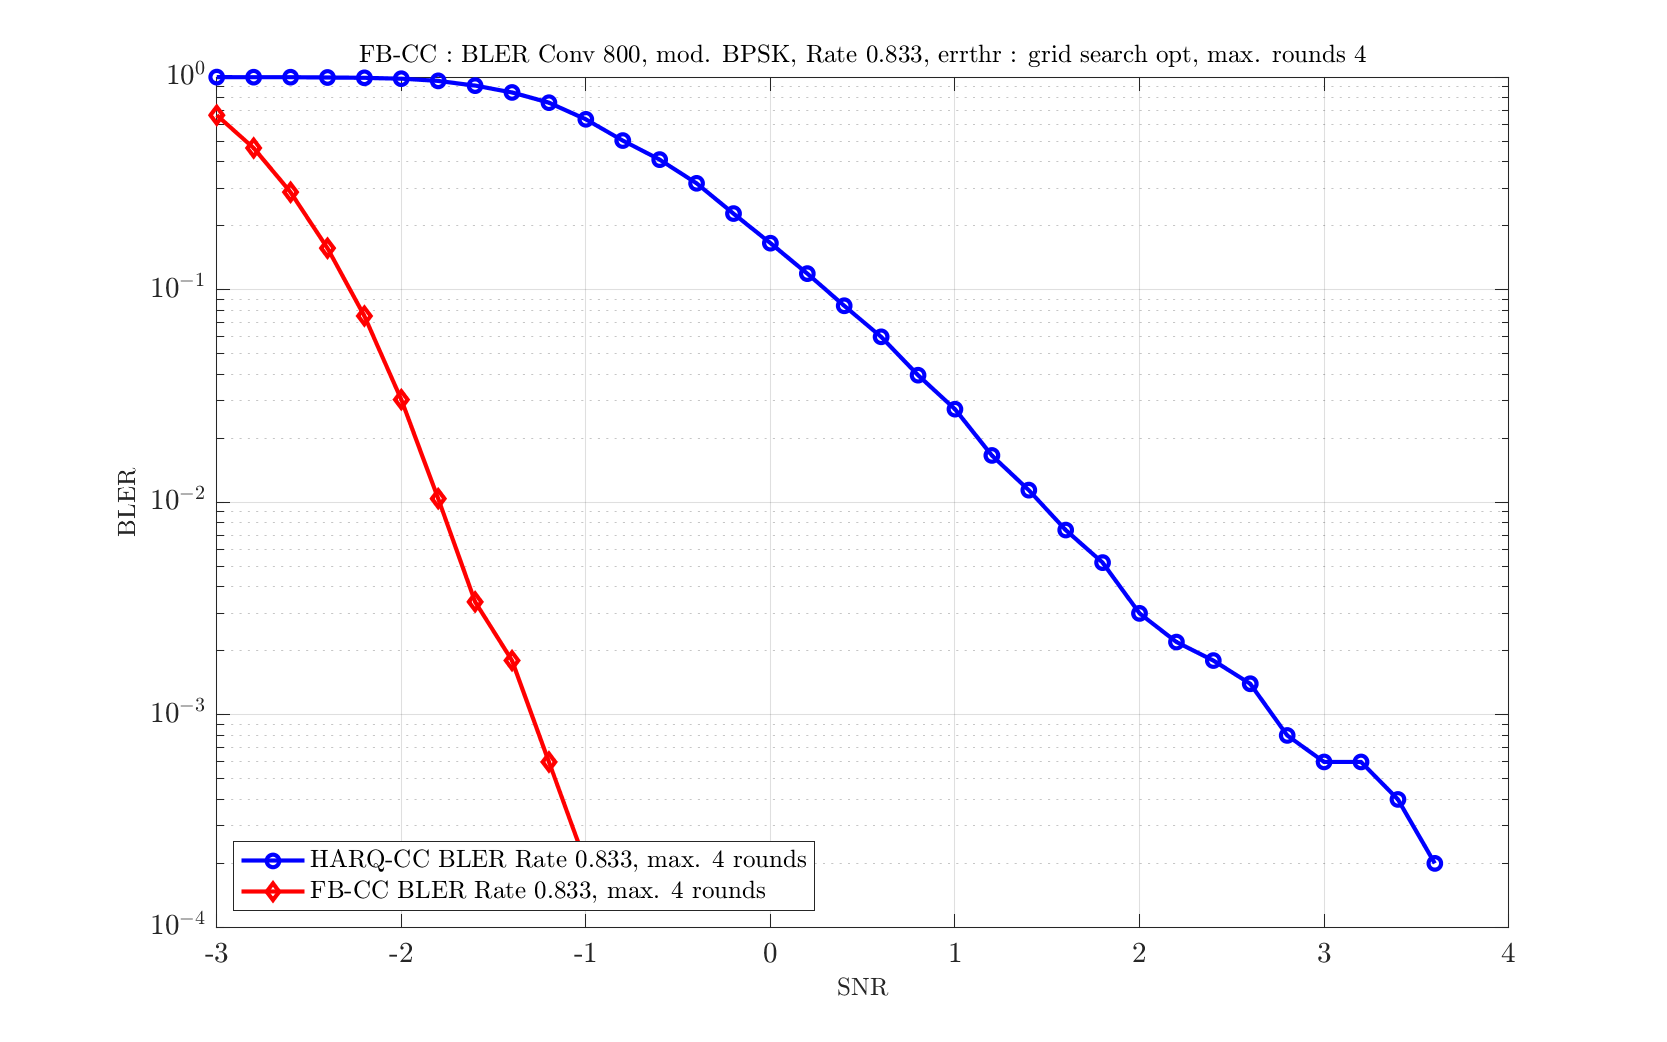 FB-CC : BLER Conv 800, mod. BPSK, Rate 0.833, errthr : grid search opt, max. rounds 4
10⁰
10⁻¹
10⁻²
10⁻³
10⁻⁴
BLER
HARQ-CC BLER Rate 0.833, max. 4 rounds
FB-CC BLER Rate 0.833, max. 4 rounds
-3 -2 -1 0 1 2 3 4
SNR